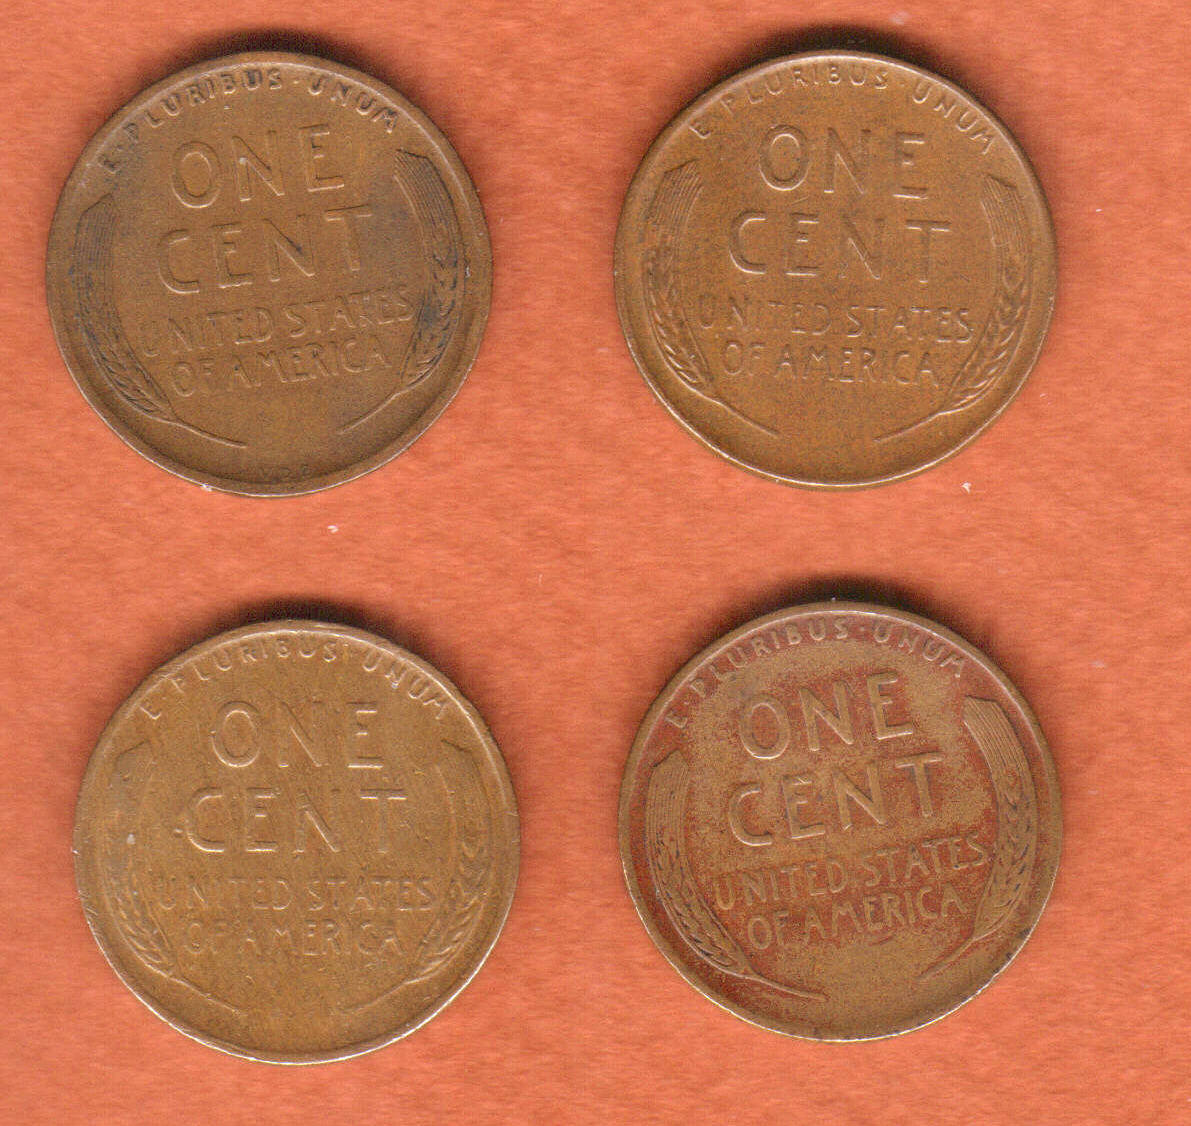 E·PLURIBUS·UNUM
ONE
CENT
UNITED STATES
OF AMERICA
V.D.B.
E PLURIBUS UNUM
ONE
CENT
UNITED STATES
OF AMERICA
E PLURIBUS·UNUM
ONE
CENT
UNITED STATES
OF AMERICA
E·PLURIBUS·UNUM
ONE
CENT
UNITED STATES
OF AMERICA